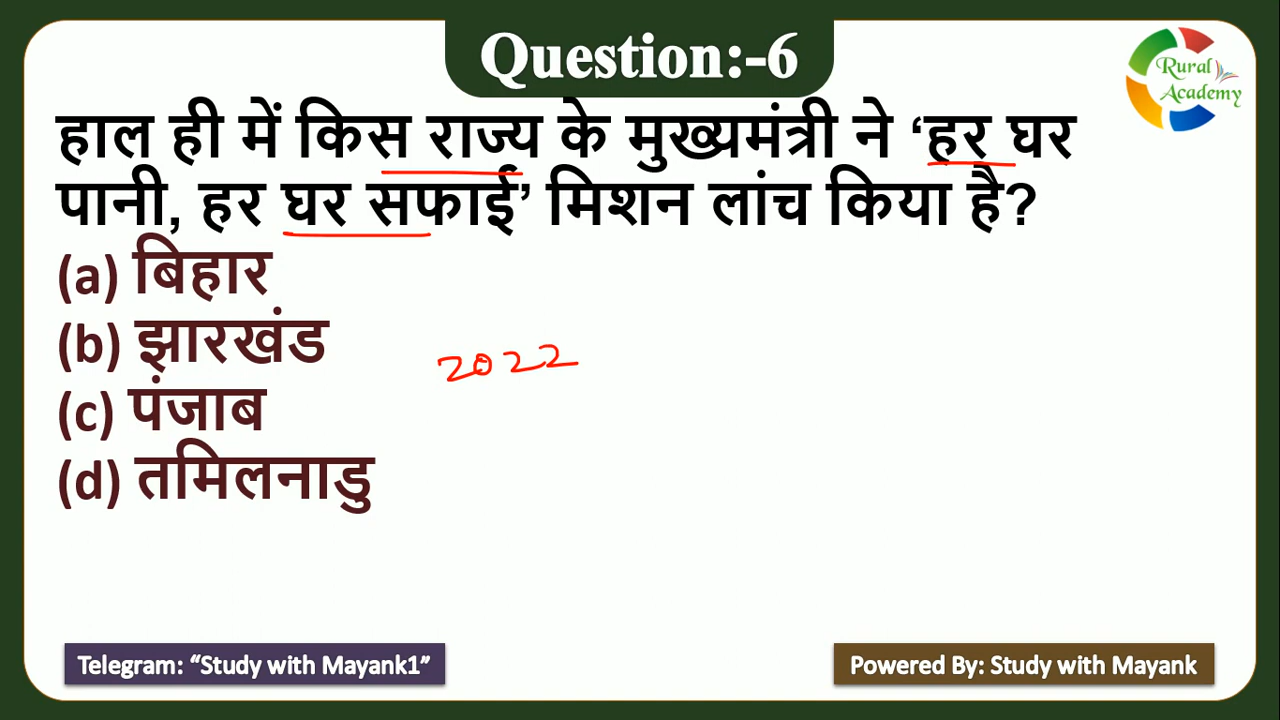 Question:-6
Rural
Academy
हाल ही में किस राज्य के मुख्यमंत्री ने ‘हर घर
पानी, हर घर सफाई’ मिशन लांच किया है?
(a) बिहार
(b) झारखंड
2022
(c) पंजाब
(d) तमिलनाडु
Telegram: “Study with Mayank1”
Powered By: Study with Mayank